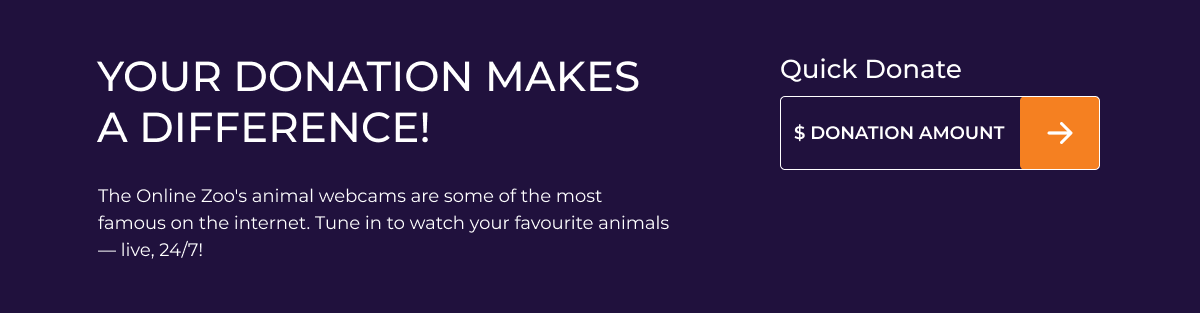 YOUR DONATION MAKES
A DIFFERENCE!
The Online Zoo's animal webcams are some of the most
famous on the internet. Tune in to watch your favourite animals
— live, 24/7!
Quick Donate
$ DONATION AMOUNT